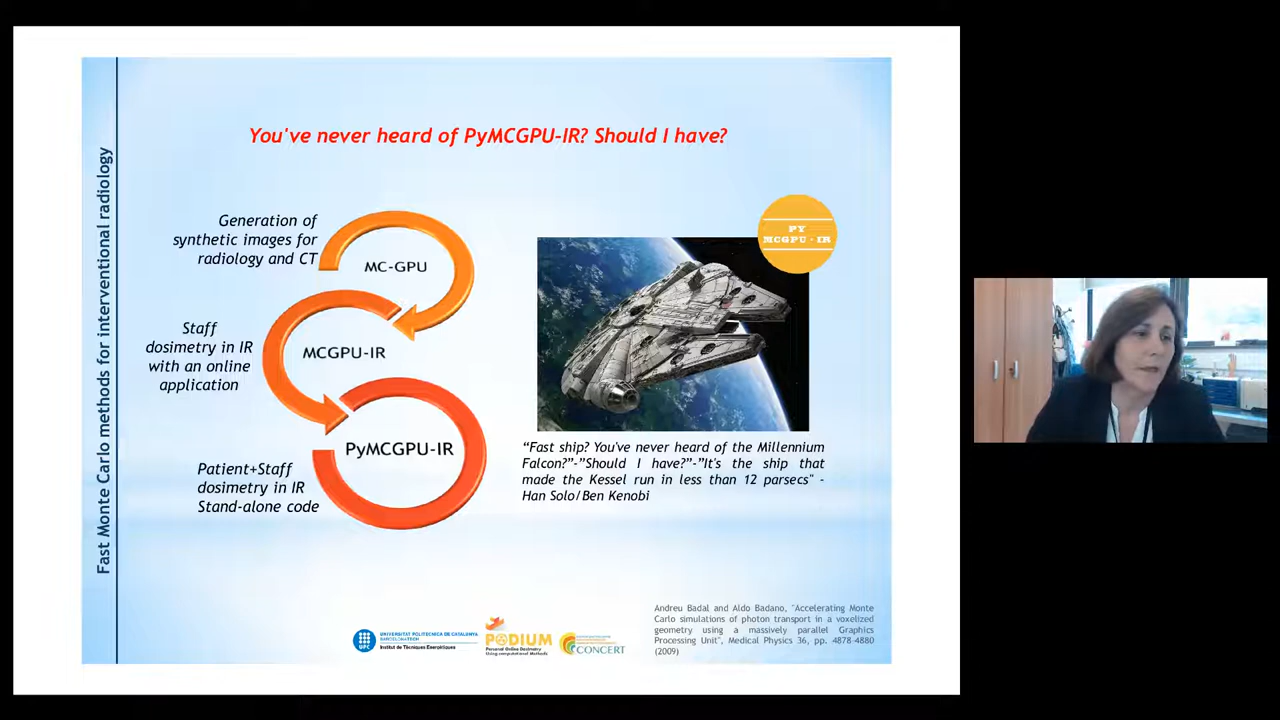 You've never heard of PyMCGPU-IR? Should I have?
Fast Monte Carlo methods for interventional radiology
Generation of
synthetic images for
radiology and CT
MC-GPU
Staff
dosimetry in IR
with an online
application
MCGPU-IR
PyMCGPU-IR
Patient+Staff
dosimetry in IR
Stand-alone code
PY
MCGPU-IR
“Fast ship? You've never heard of the Millennium
Falcon?”-”Should I have?”-”It's the ship that
made the Kessel run in less than 12 parsecs" -
Han Solo/Ben Kenobi
UPC
UNIVERSITAT POLITÈCNICA DE CATALUNYA
BARCELONATECH
Institut de Tècniques Energètiques
PODIUM
Personal Online Dosimetry
Using computational Methods
CONCERT
Andreu Badal and Aldo Badano, "Accelerating Monte
Carlo simulations of photon transport in a voxelized
geometry using a massively parallel Graphics
Processing Unit", Medical Physics 36, pp. 4878-4880
(2009)